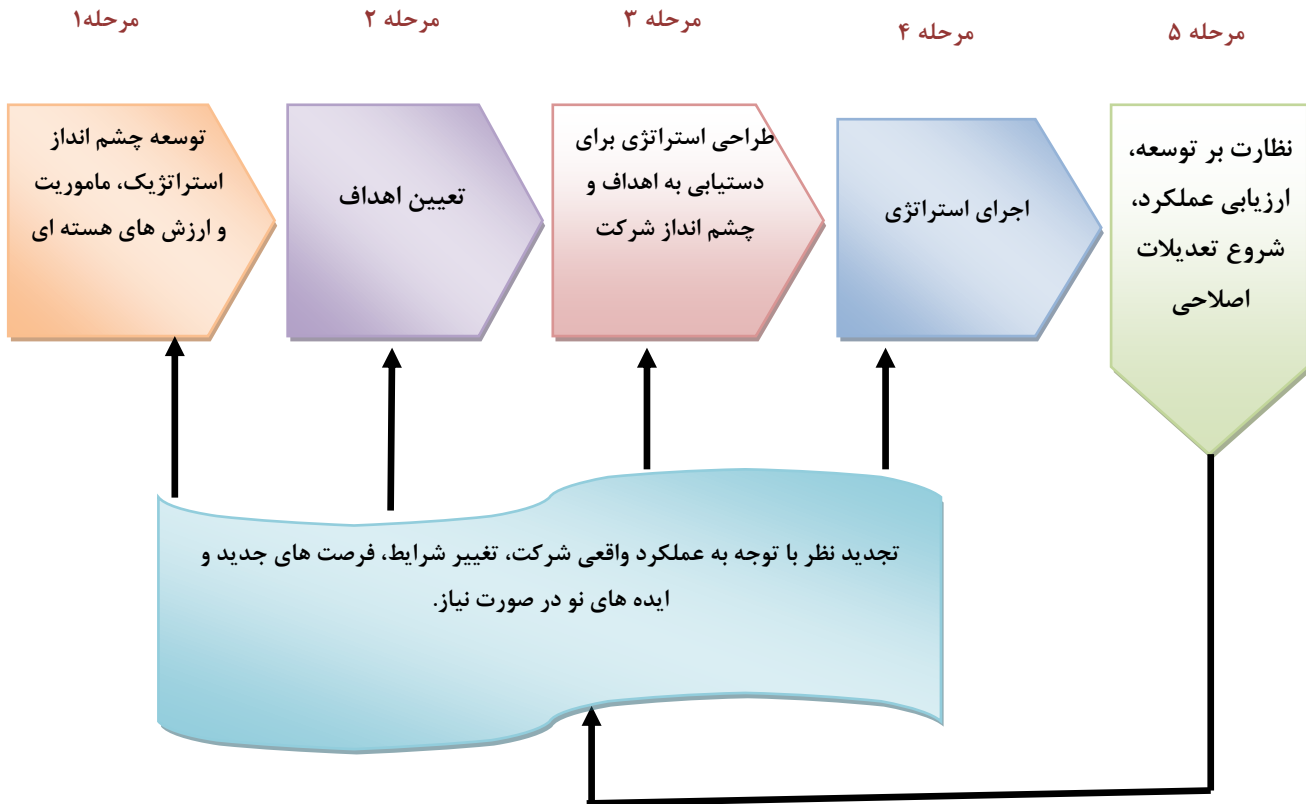 مرحله۱
مرحله ۲
مرحله ۳
مرحله ۴
مرحله ۵
توسعه چشم انداز
استراتژیک، ماموریت
و ارزش های هسته ای
تعیین اهداف
طراحی استراتژی برای
دستیابی به اهداف و
چشم انداز شرکت
اجرای استراتژی
نظارت بر توسعه،
ارزیابی عملکرد،
شروع تعدیلات
اصلاحی
تجدید نظر با توجه به عملکرد واقعی شرکت، تغییر شرایط، فرصت های جدید و
ایده های نو در صورت نیاز.